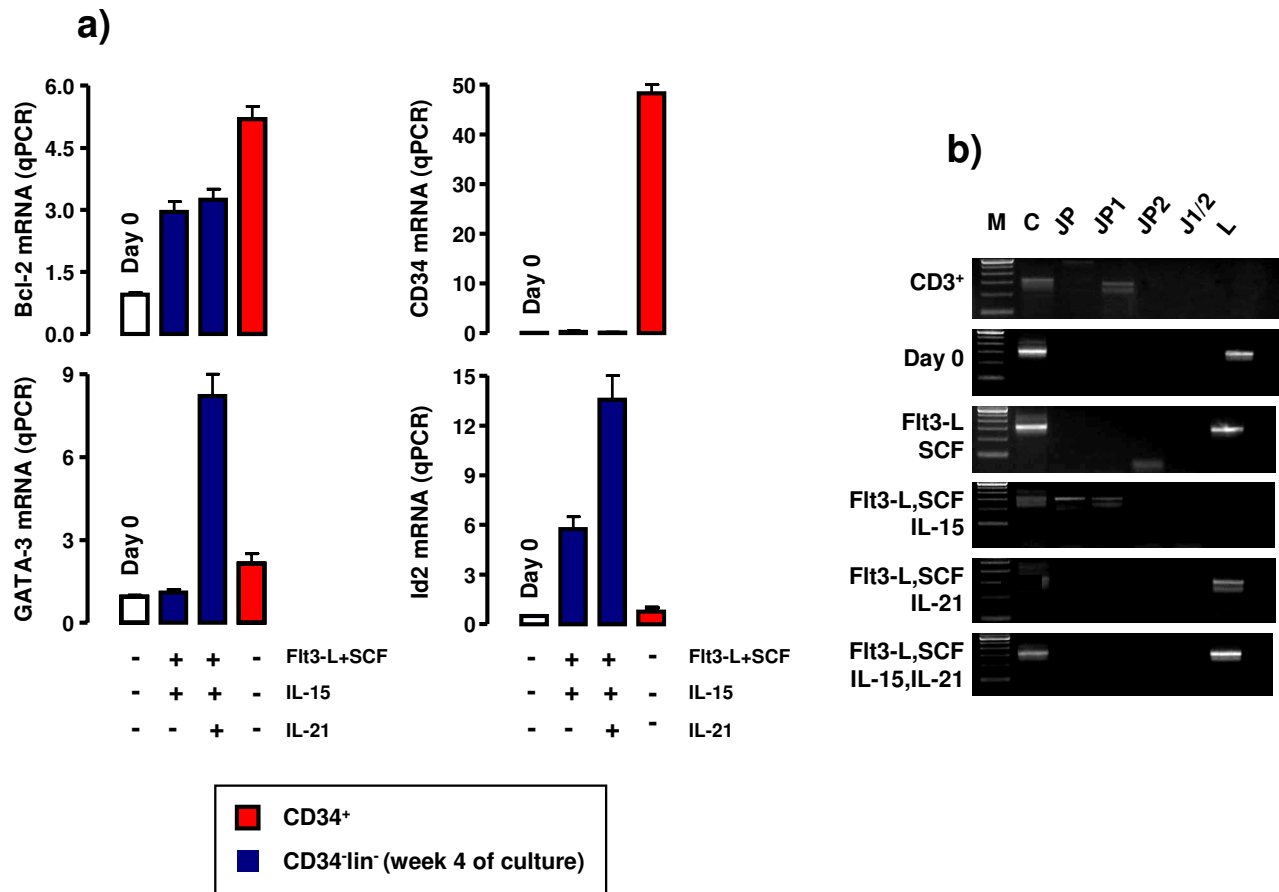 a)
Bcl-2 mRNA (qPCR)
6.0
4.5
3.0
1.5
0.0
Day 0
CD34 mRNA (qPCR)
50
40
30
20
10
0
Day 0
GATA-3 mRNA (qPCR)
9
6
3
0
Day 0
Id2 mRNA (qPCR)
15
12
9
6
3
0
Day 0
- + + - Flt3-L+SCF
- + + - IL-15
- - + - IL-21
- + + - Flt3-L+SCF
- + + - IL-15
- - + - IL-21
CD34⁺
CD34⁻lin⁻ (week 4 of culture)
b)
M C JP JP1 JP2 J1/2 L
CD3⁺
Day 0
Flt3-L
SCF
Flt3-L,SCF
IL-15
Flt3-L,SCF
IL-21
Flt3-L,SCF
IL-15,IL-21